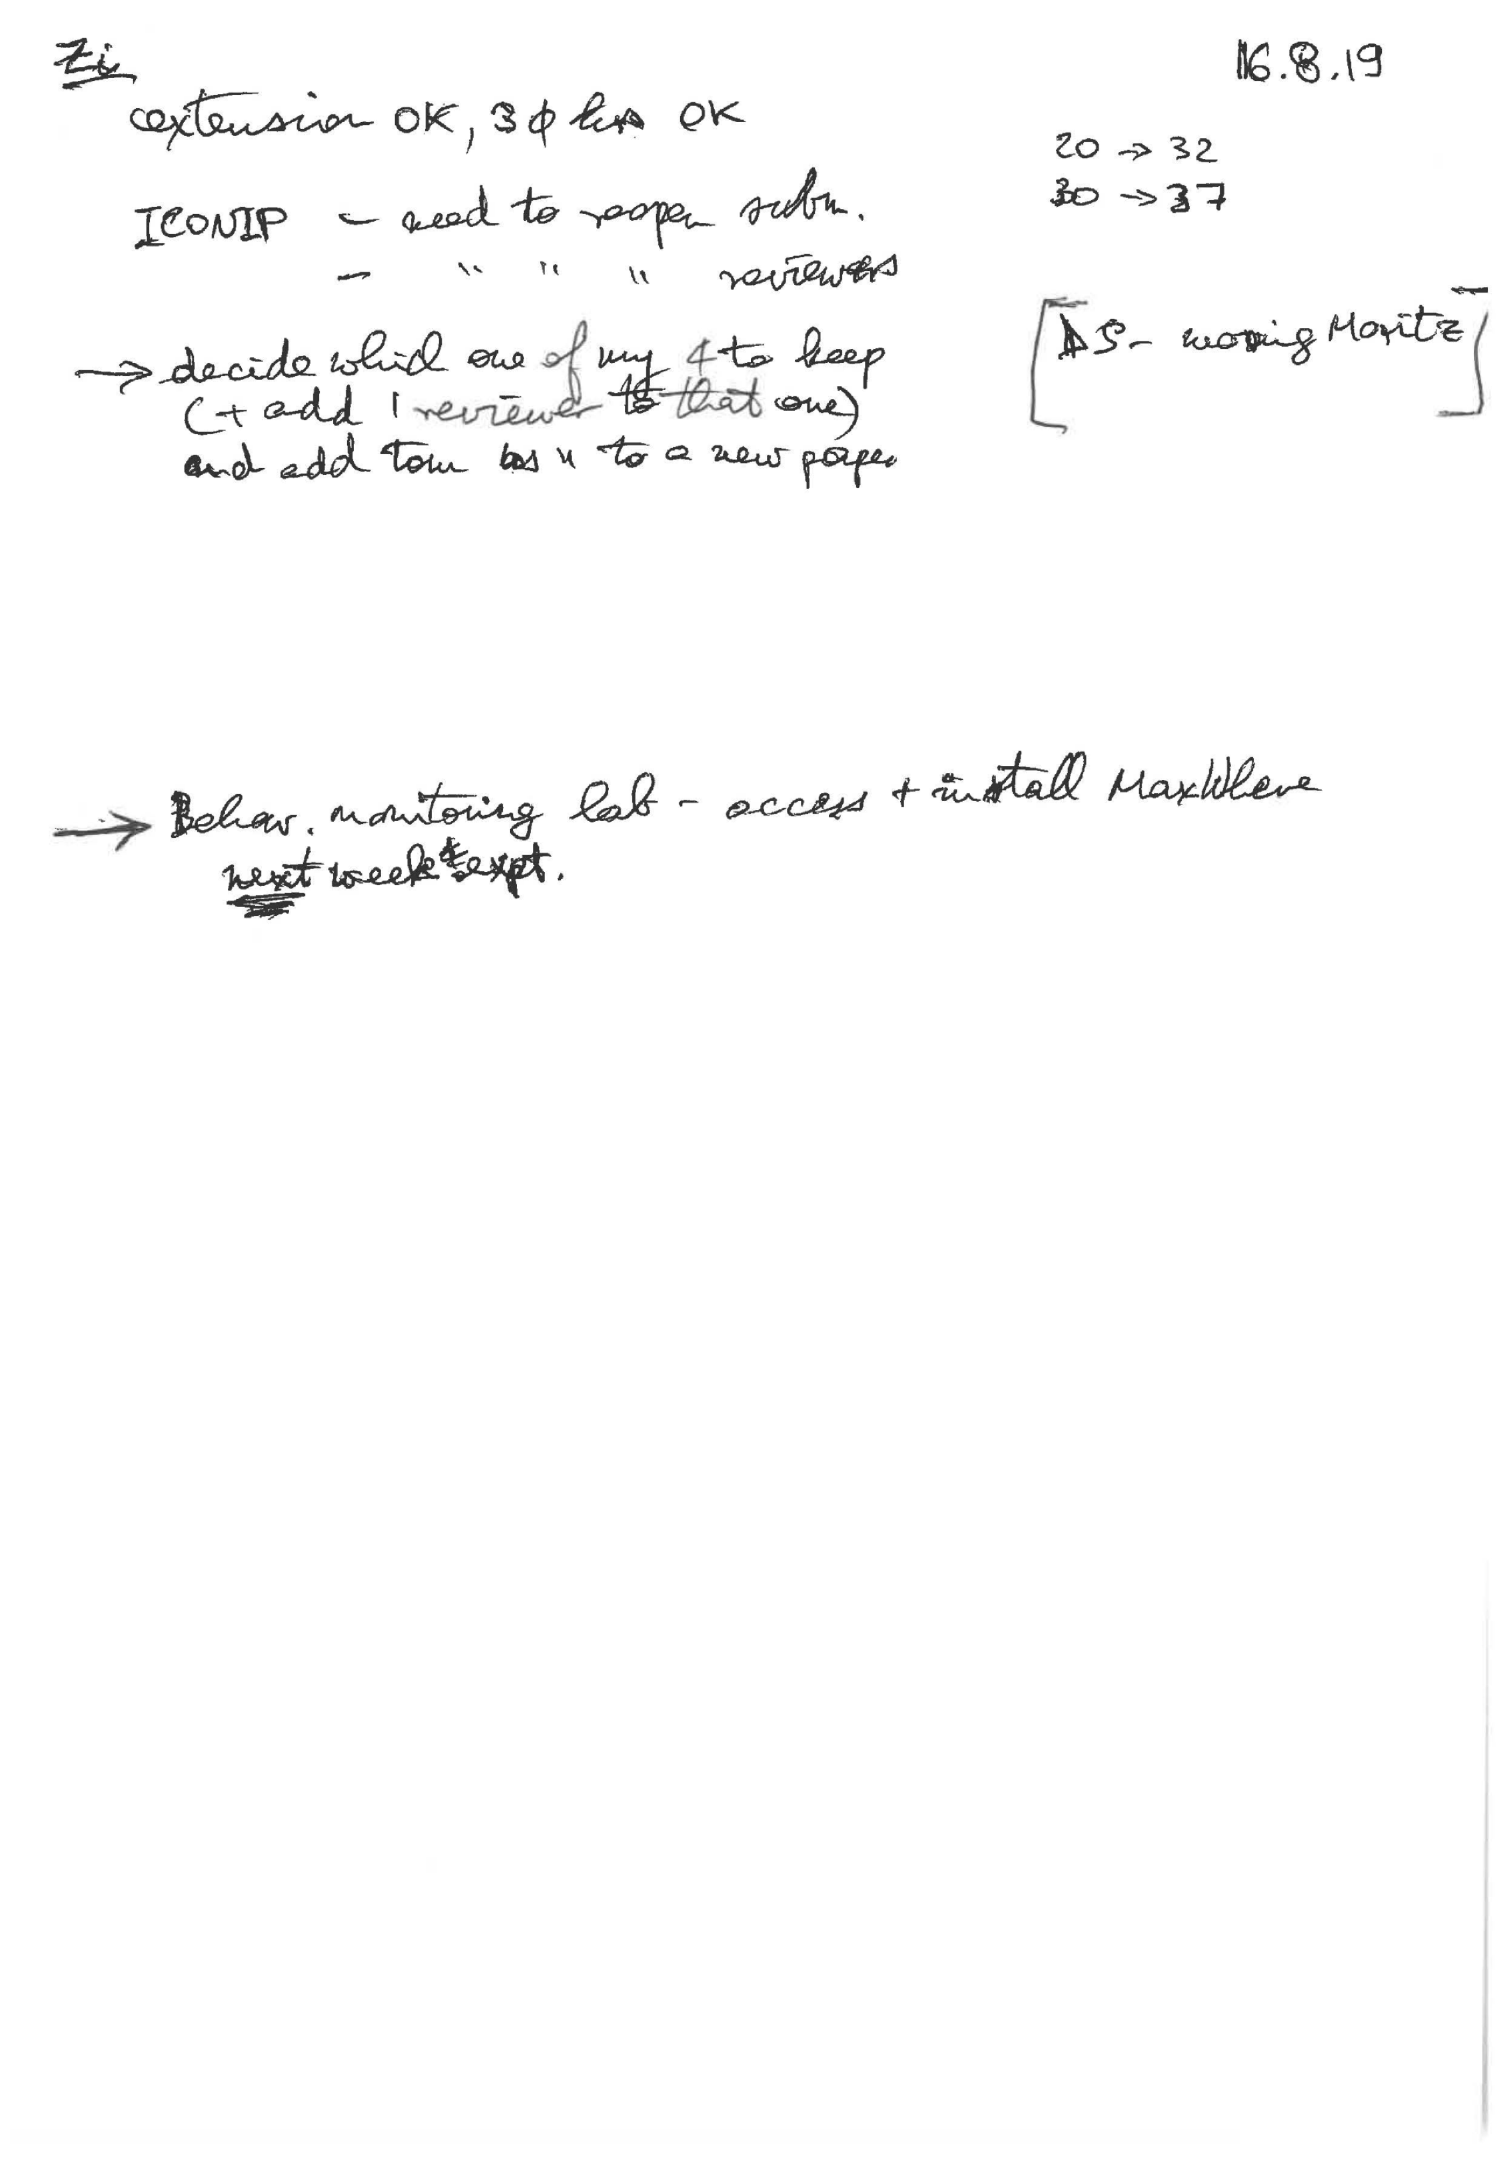 Zi
16.8.19
extension OK, 30 hrs OK
20 → 32
30 → 37
ICONIP - need to reopen subm.
- " " " reviewers
[DS - moving Moritz]
→ decide which one of my 4 to keep
(+ add 1 reviewer to that one)
and add Tom as " to a new paper
→ Behav. monitoring lab - access + install MaxWhere
next week expt.